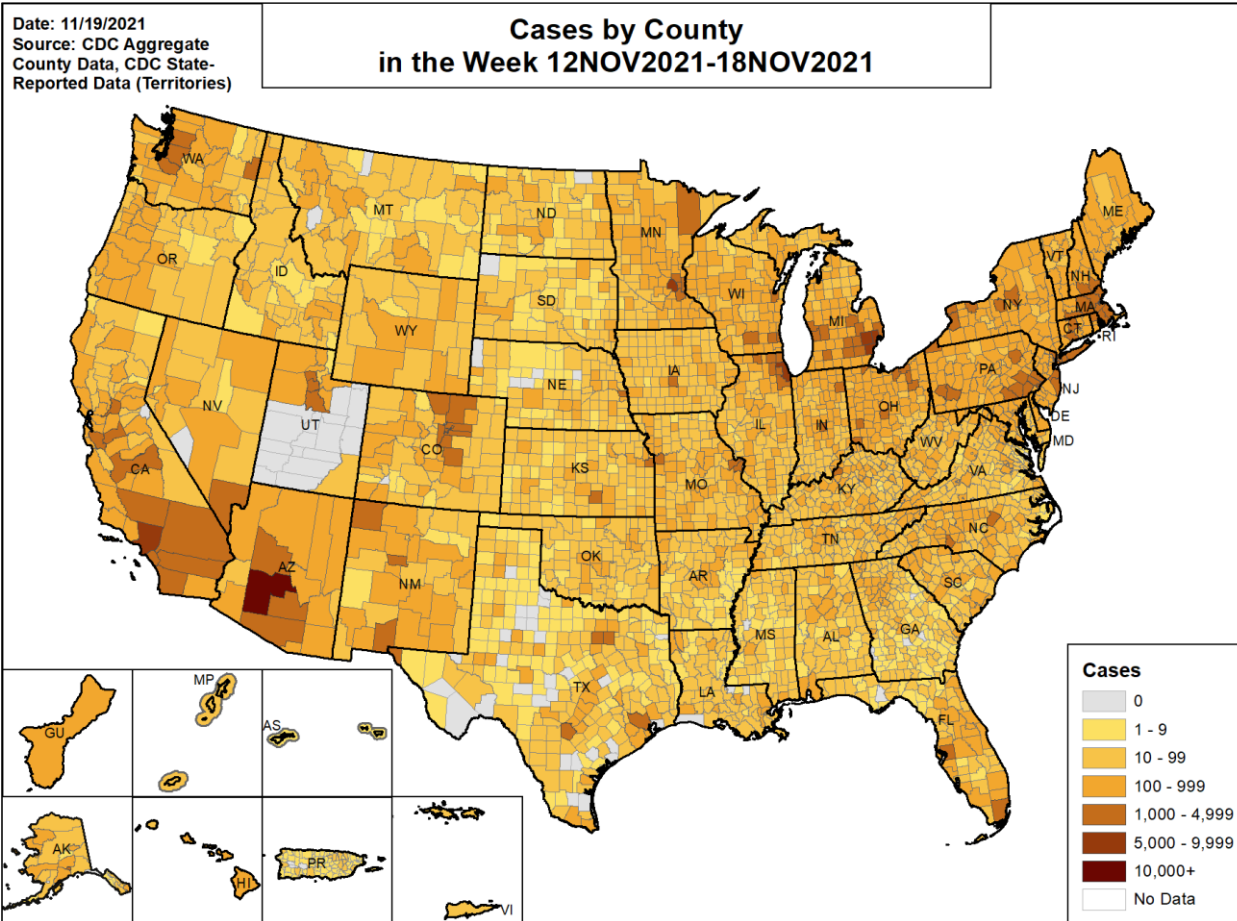 Date: 11/19/2021
Source: CDC Aggregate
County Data, CDC State-
Reported Data (Territories)
Cases by County
in the Week 12NOV2021-18NOV2021
WA
MT
ND
MN
ME
OR
ID
SD
WI
MI
VT
NH
NY
MA
CT
RI
WY
IA
PA
NJ
NE
OH
DE
MD
NV
UT
CO
IL
IN
WV
VA
CA
KS
MO
KY
NC
TN
AZ
NM
OK
AR
SC
MS
AL
GA
TX
LA
FL
GU
MP
AS
AK
HI
PR
VI
Cases
0
1 - 9
10 - 99
100 - 999
1,000 - 4,999
5,000 - 9,999
10,000+
No Data